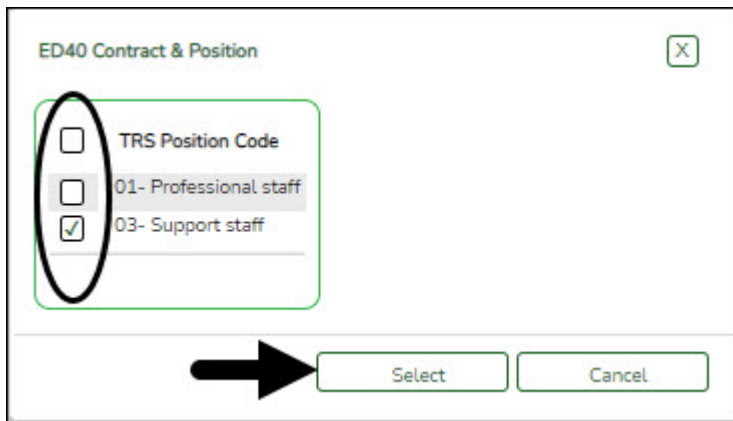 ED40 Contract & Position
X
TRS Position Code
01- Professional staff
03- Support staff
Select
Cancel